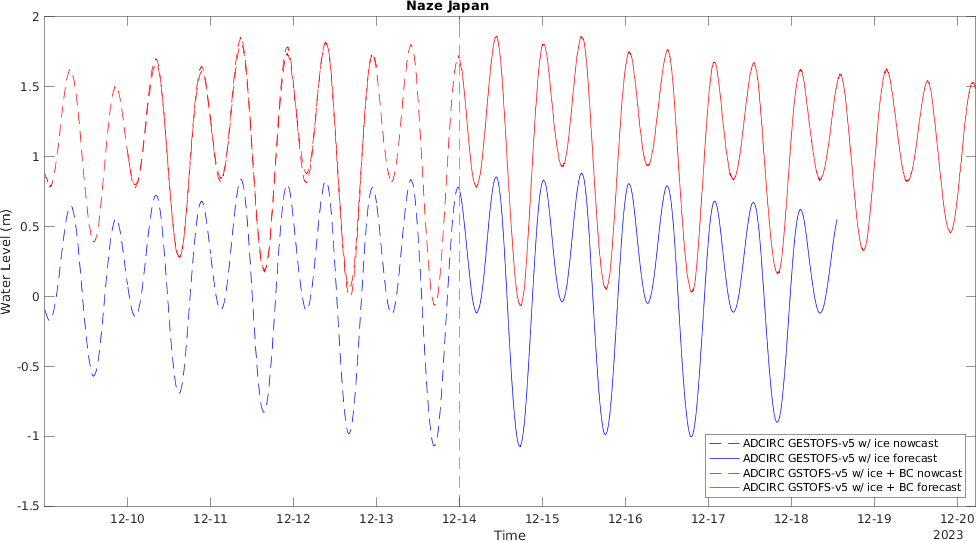 Naze Japan
2
1.5
1
0.5
0
-0.5
-1
-1.5
Water Level (m)
12-10 12-11 12-12 12-13 12-14 12-15 12-16 12-17 12-18 12-19 12-20
Time
2023
ADCIRC GESTOFS-v5 w/ ice nowcast
ADCIRC GESTOFS-v5 w/ ice forecast
ADCIRC GSTOFS-v5 w/ ice + BC nowcast
ADCIRC GSTOFS-v5 w/ ice + BC forecast